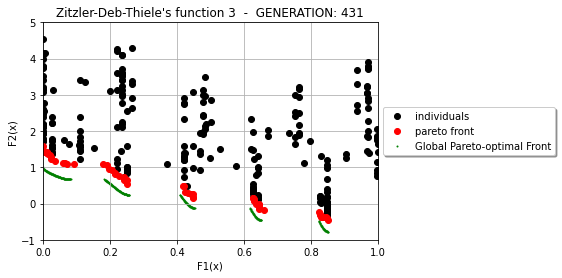 Zitzler-Deb-Thiele's function 3 - GENERATION: 431
5
4
3
2
1
0
−1
F2(x)
0.0 0.2 0.4 0.6 0.8 1.0
F1(x)
individuals
pareto front
Global Pareto-optimal Front